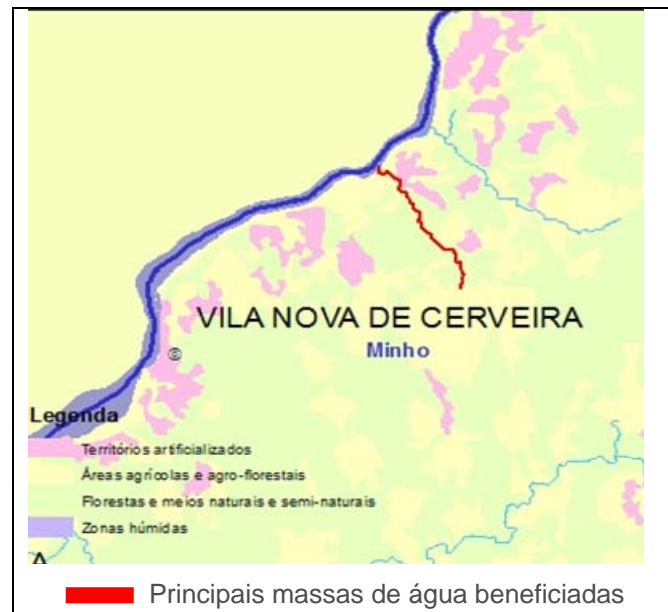 VILA NOVA DE CERVEIRA
Minho
Legenda
Territórios artificializados
Áreas agrícolas e agro-florestais
Florestas e meios naturais e semi-naturais
Zonas húmidas
A
Principais massas de água beneficiadas